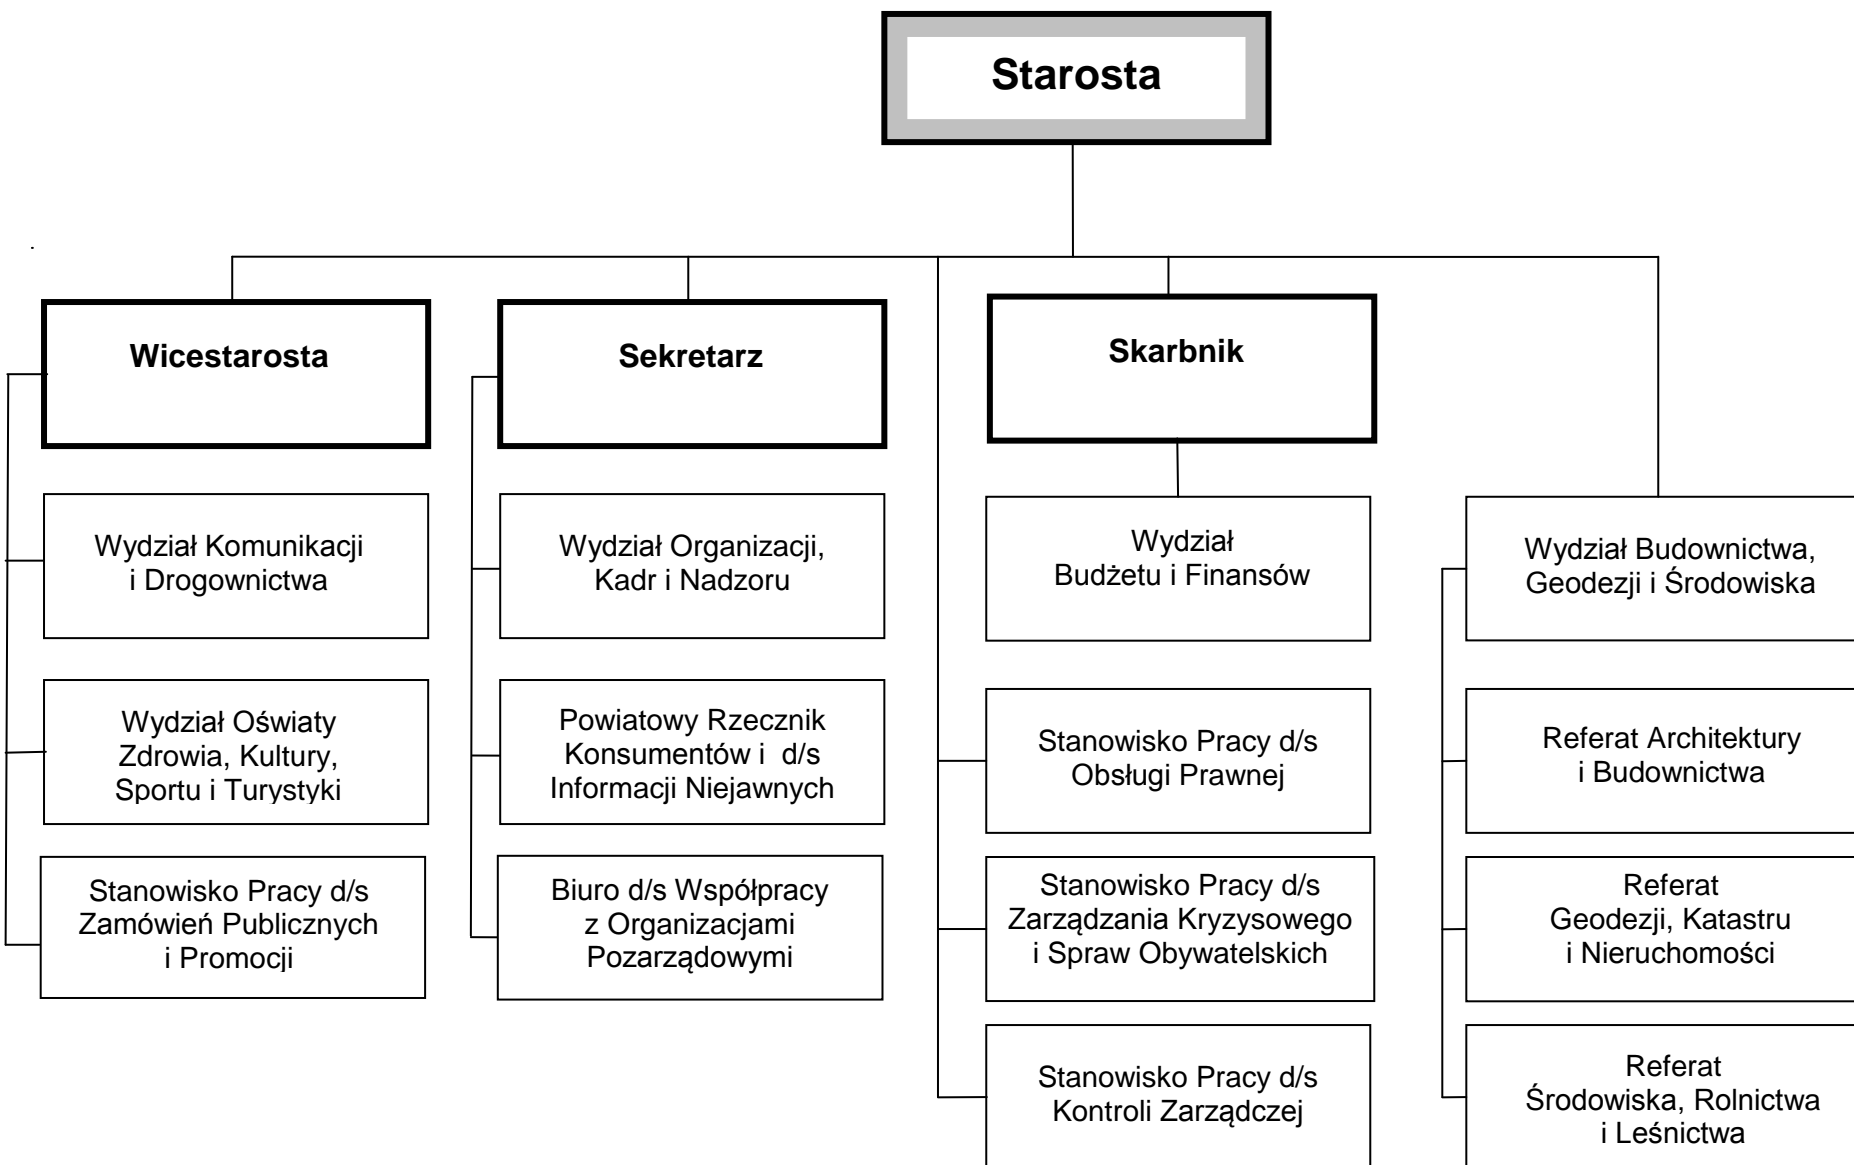 Starosta
Wicestarosta
Sekretarz
Skarbnik
Wydział Komunikacji
i Drogownictwa
Wydział Organizacji,
Kadr i Nadzoru
Wydział
Budżetu i Finansów
Wydział Budownictwa,
Geodezji i Środowiska
Wydział Oświaty
Zdrowia, Kultury,
Sportu i Turystyki
Powiatowy Rzecznik
Konsumentów i  d/s
Informacji Niejawnych
Stanowisko Pracy d/s
Obsługi Prawnej
Referat Architektury
i Budownictwa
Stanowisko Pracy d/s
Zamówień Publicznych
i Promocji
Biuro d/s Współpracy
z Organizacjami
Pozarządowymi
Stanowisko Pracy d/s
Zarządzania Kryzysowego
i Spraw Obywatelskich
Referat
Geodezji, Katastru
i Nieruchomości
Stanowisko Pracy d/s
Kontroli Zarządczej
Referat
Środowiska, Rolnictwa
i Leśnictwa